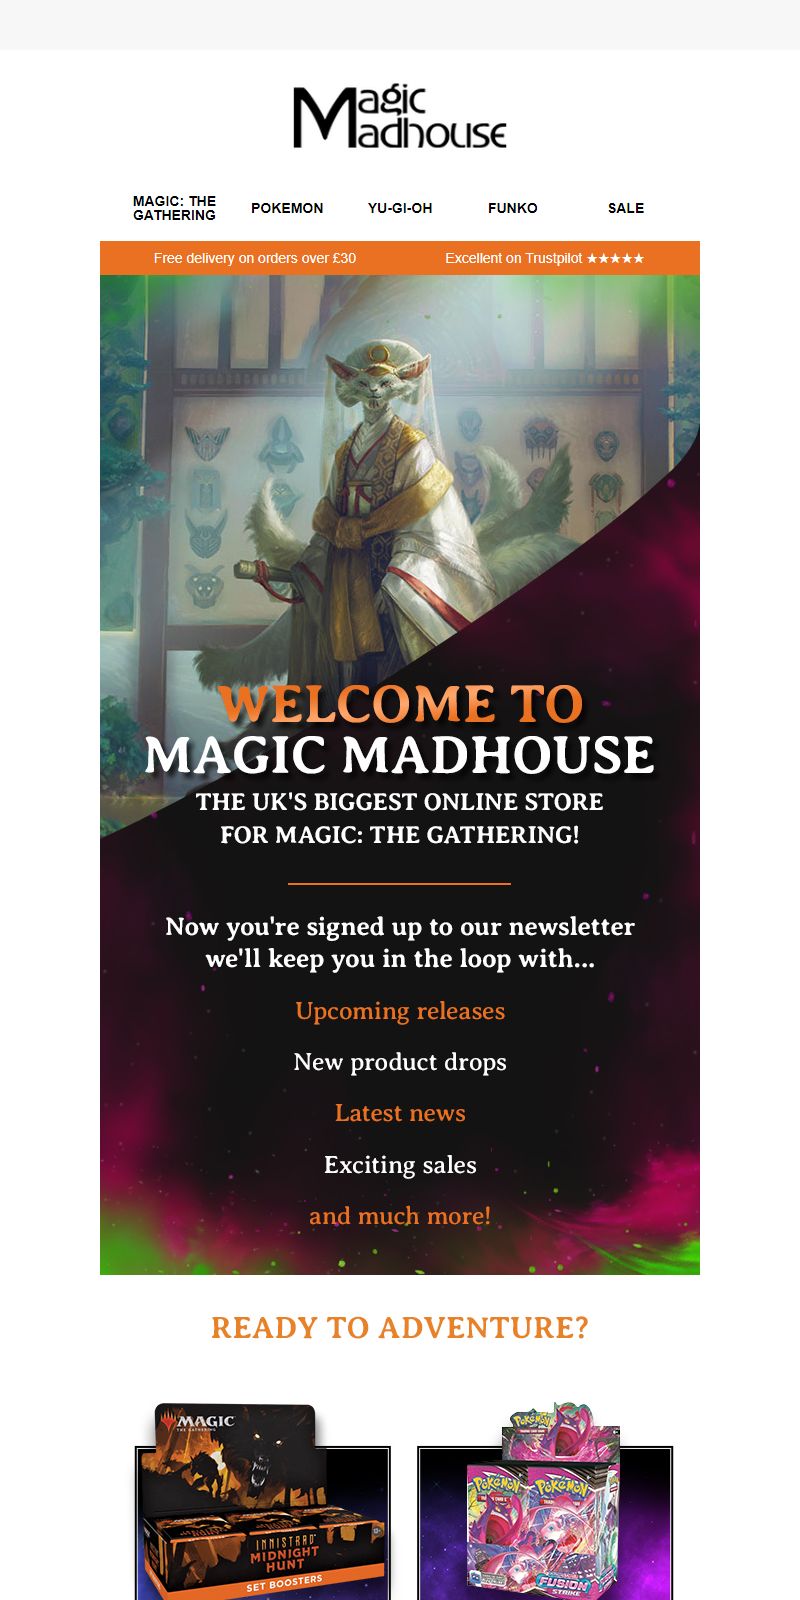 Magic
Madhouse
MAGIC: THE
GATHERING
POKEMON
YU-GI-OH
FUNKO
SALE
Free delivery on orders over £30
Excellent on Trustpilot ★★★★★
WELCOME TO
MAGIC MADHOUSE
THE UK'S BIGGEST ONLINE STORE
FOR MAGIC: THE GATHERING!
Now you're signed up to our newsletter
we'll keep you in the loop with...
Upcoming releases
New product drops
Latest news
Exciting sales
and much more!
READY TO ADVENTURE?
MAGIC
THE GATHERING
INNISTRAD
MIDNIGHT
HUNT
SET BOOSTERS
Pokémon
Pokémon
Pokémon
FUSION
STRIKE